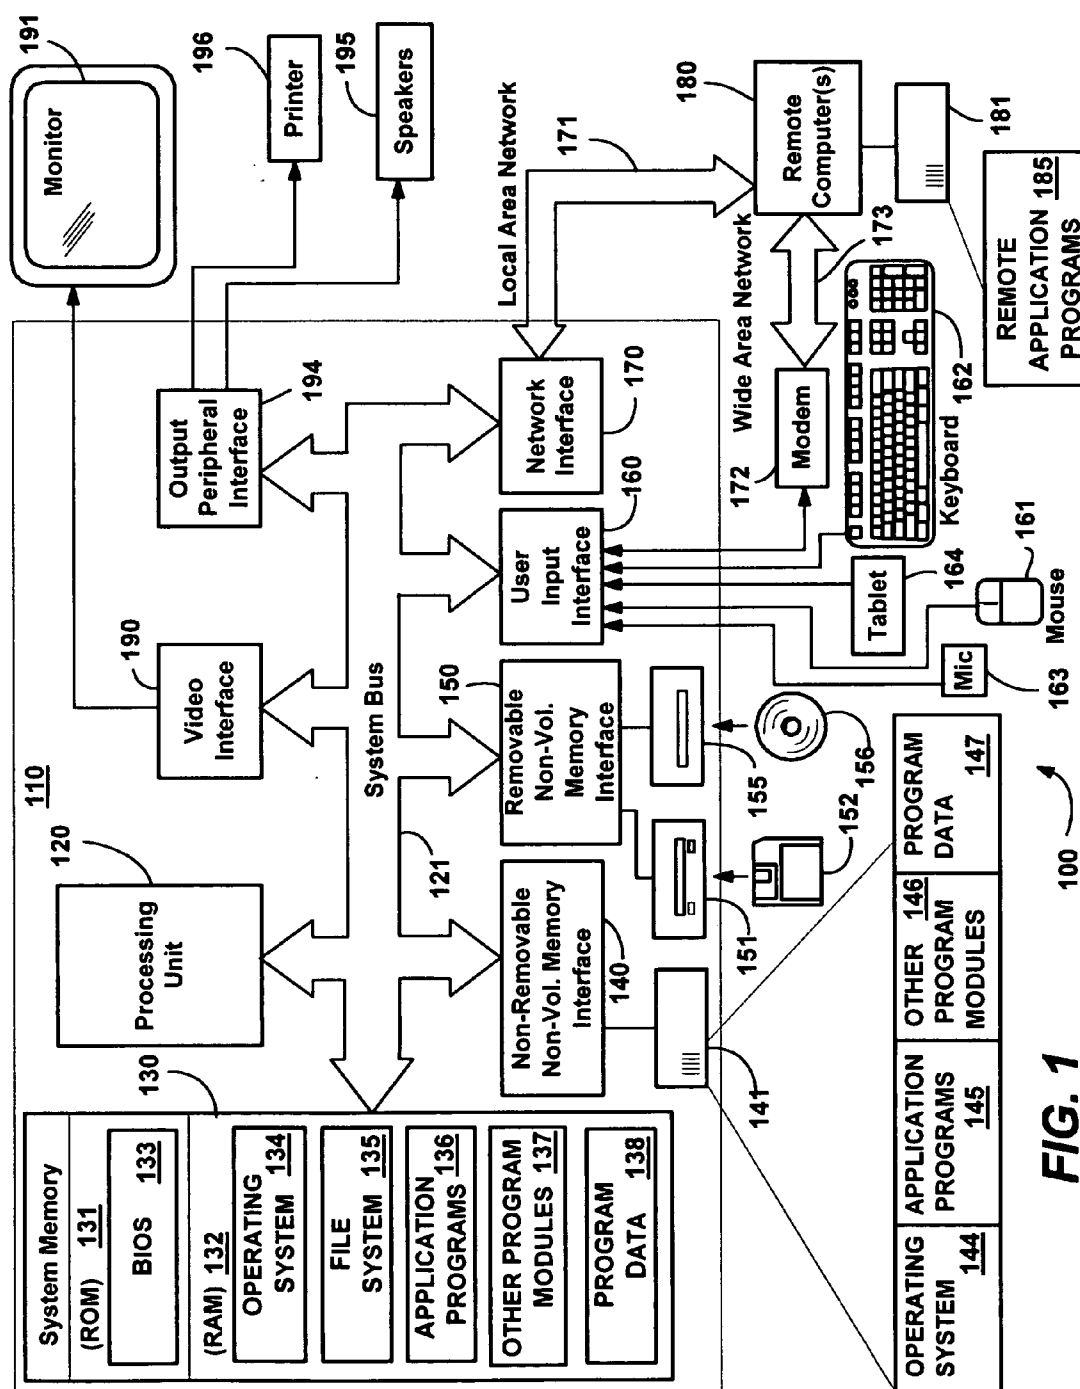 System Memory
(ROM) 131
BIOS 133
(RAM) 132
OPERATING
SYSTEM 134
FILE
SYSTEM 135
APPLICATION
PROGRAMS 136
OTHER PROGRAM
MODULES 137
PROGRAM
DATA 138
130
110
120
Processing
Unit
190
Video
Interface
Output
Peripheral
Interface
194
Monitor
191
Printer
196
Speakers
195
System Bus
121
Non-Removable
Non-Vol. Memory
Interface
140
Removable
Non-Vol.
Memory
Interface
150
User
Input
Interface
160
Network
Interface
170
Local Area Network
171
Wide Area Network
172
Modem
173
Remote
Computer(s)
180
181
REMOTE
APPLICATION 185
PROGRAMS
141
151
152
155
156
Mic
163
Mouse
161
Tablet
164
Keyboard
162
OPERATING
SYSTEM 144
APPLICATION
PROGRAMS
145
OTHER 146
PROGRAM
MODULES
PROGRAM
DATA 147
100
FIG. 1